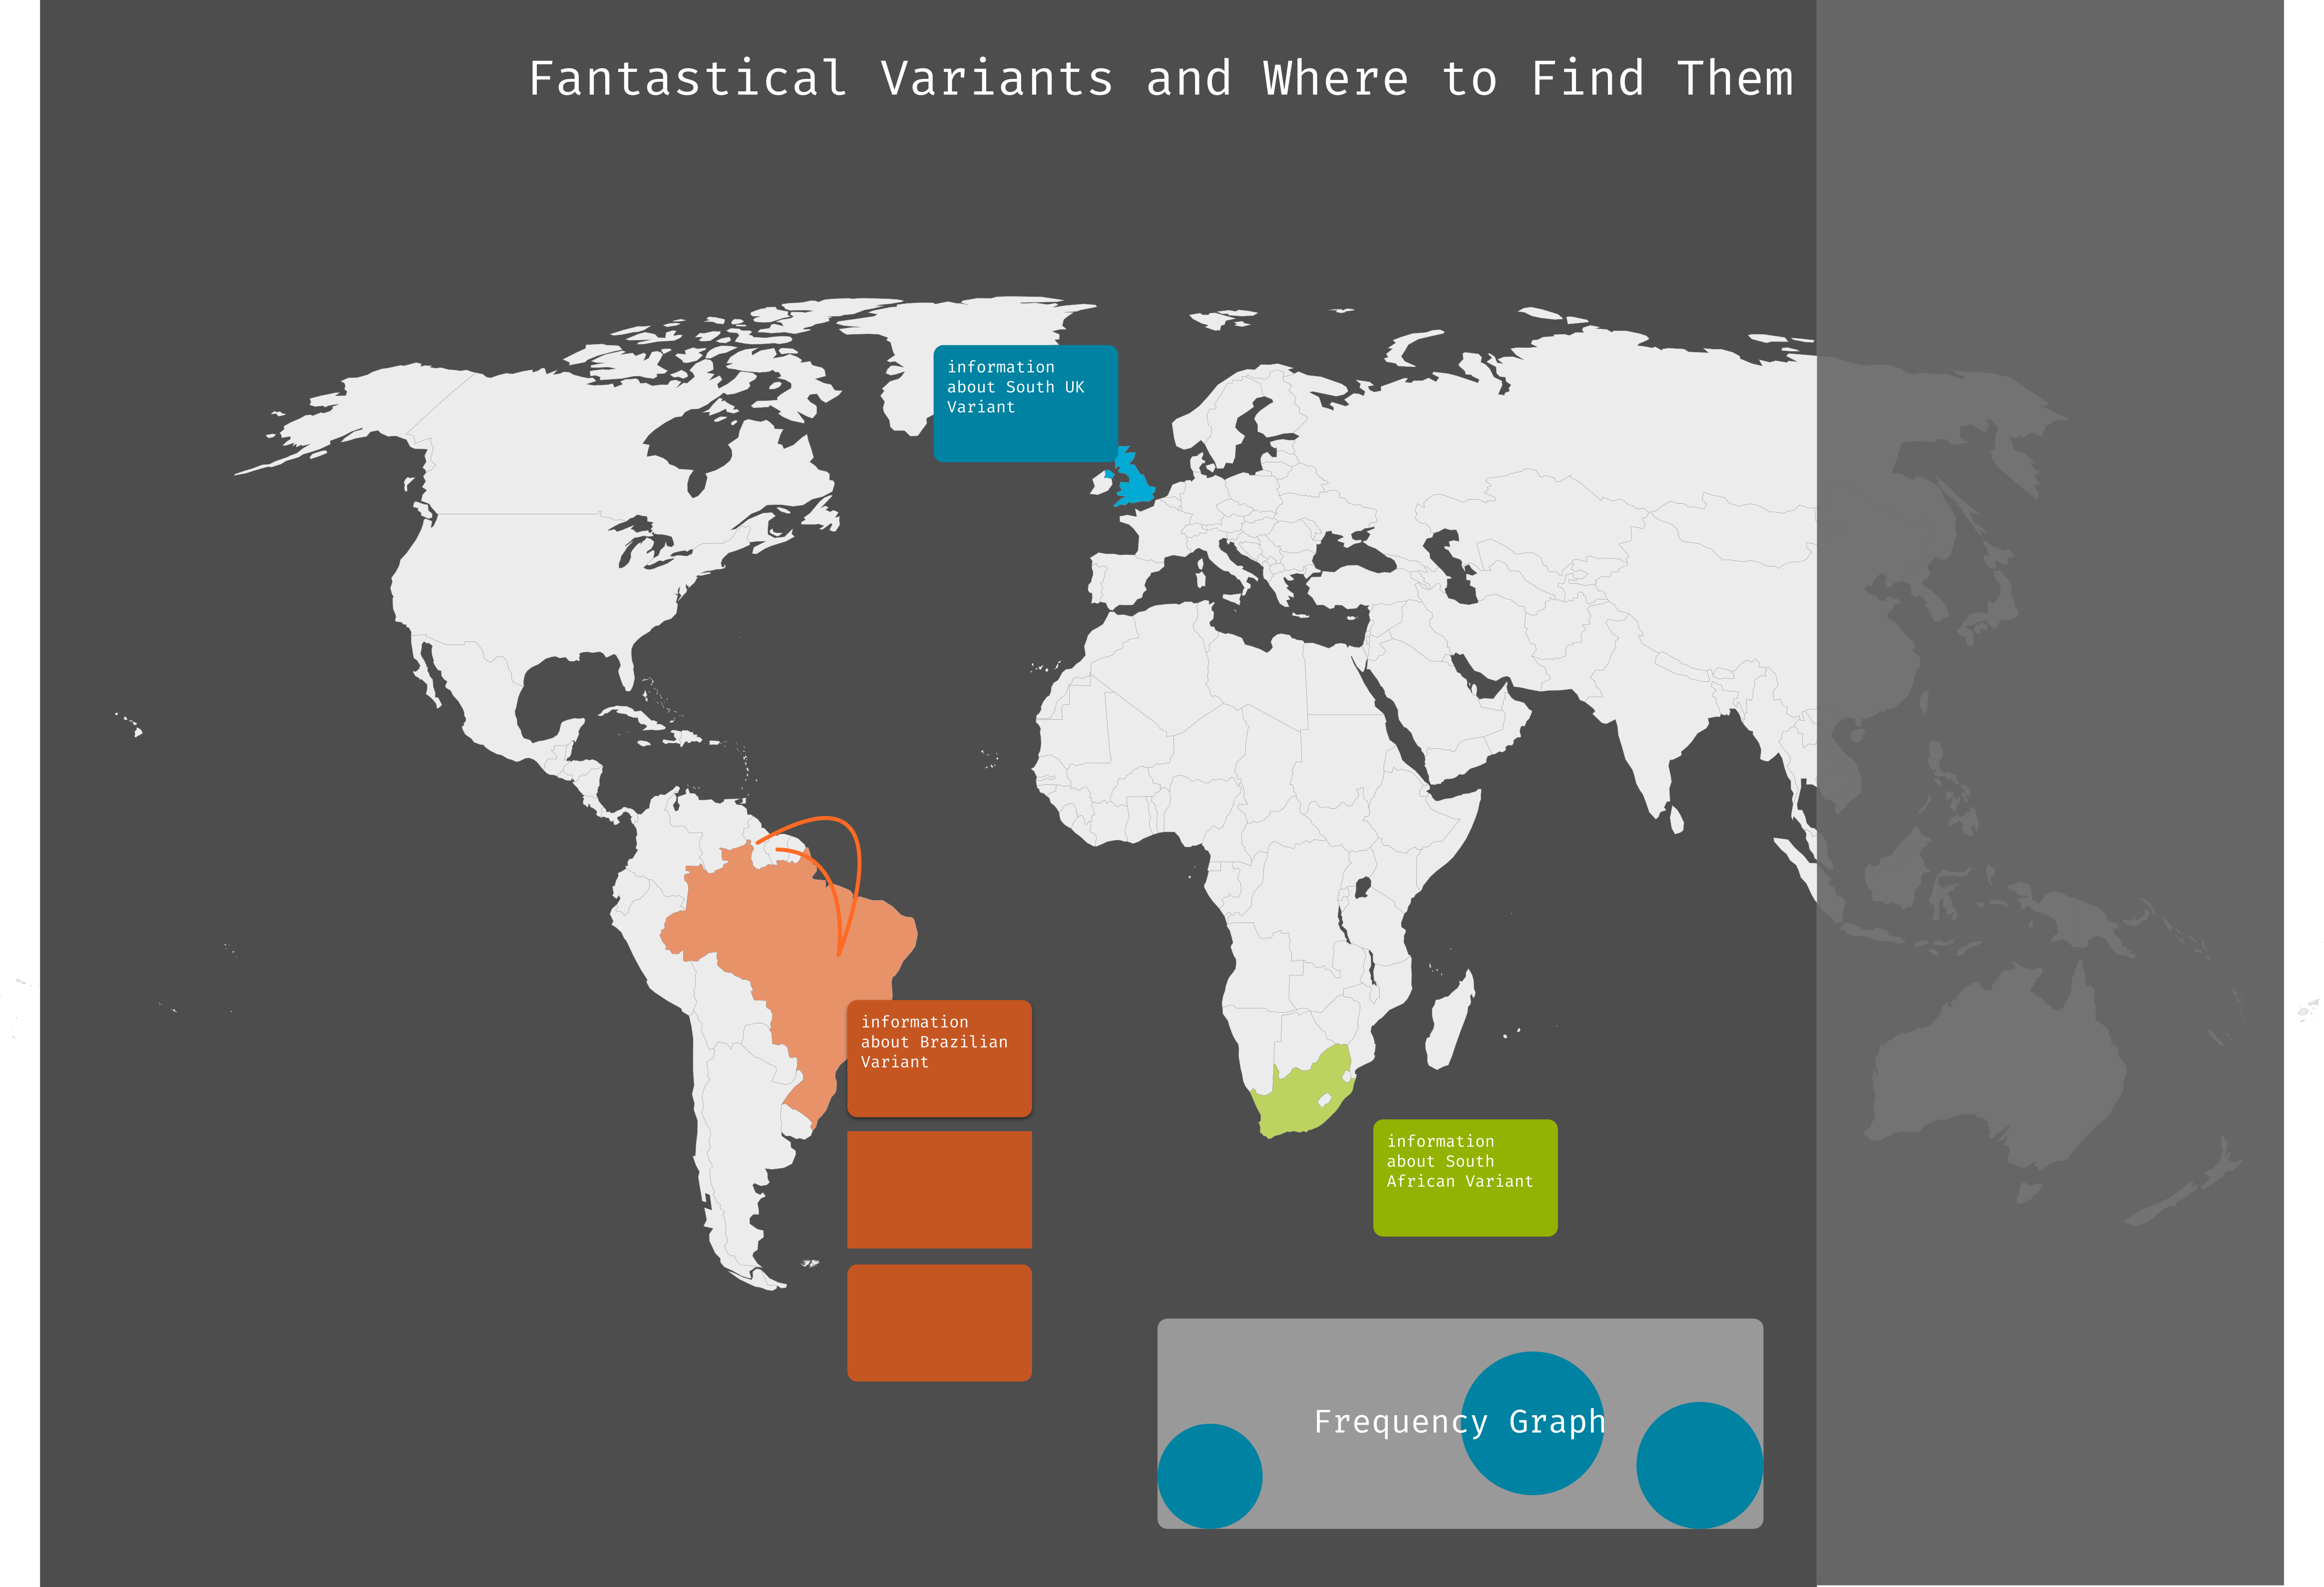 Fantastical Variants and Where to Find Them
information
about South UK
Variant
information
about Brazilian
Variant
information
about South
African Variant
Frequency Graph